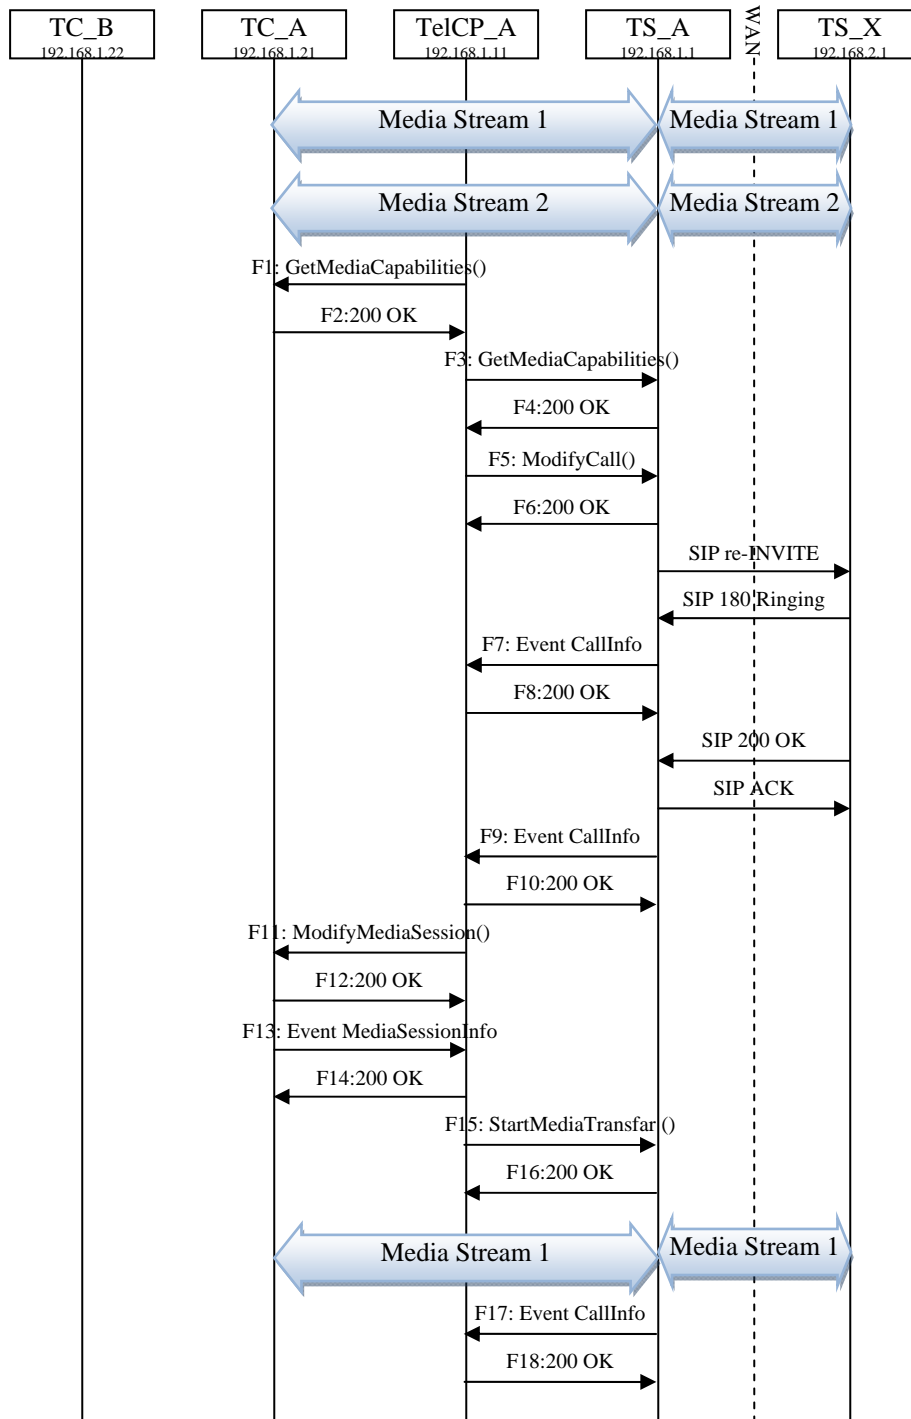 TC_B
192.168.1.22
TC_A
192.168.1.21
TelCP_A
192.168.1.11
TS_A
192.168.1.1
WAN
TS_X
192.168.2.1
Media Stream 1
Media Stream 1
Media Stream 2
Media Stream 2
F1: GetMediaCapabilities()
F2:200 OK
F3: GetMediaCapabilities()
F4:200 OK
F5: ModifyCall()
F6:200 OK
SIP re-INVITE
SIP 180 Ringing
F7: Event CallInfo
F8:200 OK
SIP 200 OK
SIP ACK
F9: Event CallInfo
F10:200 OK
F11: ModifyMediaSession()
F12:200 OK
F13: Event MediaSessionInfo
F14:200 OK
F15: StartMediaTransfar ()
F16:200 OK
Media Stream 1
Media Stream 1
F17: Event CallInfo
F18:200 OK